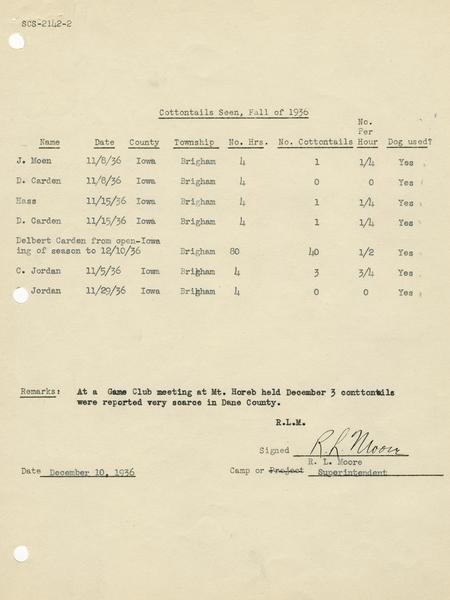 SCS-2142-2
Cottontails Seen, Fall of 1936
No.
Per
Name Date County Township No. Hrs. No. Cottontails Hour Dog used?
J. Moen 11/8/36 Iowa Brigham 4 1 1/4 Yes
D. Carden 11/8/36 Iowa Brigham 4 0 0 Yes
Hass 11/15/36 Iowa Brigham 4 1 1/4 Yes
D. Carden 11/15/36 Iowa Brigham 4 1 1/4 Yes
Delbert Carden from open-Iowa
ing of season to 12/10/36 Brigham 80 40 1/2 Yes
C. Jordan 11/5/36 Iowa Brigham 4 3 3/4 Yes
Jordan 11/29/36 Iowa Brigham 4 0 0 Yes
Remarks: At a Game Club meeting at Mt. Horeb held December 3 conttontails
were reported very scarce in Dane County.
R.L.M.
Signed R. L. Moore
R. L. Moore
Date December 10, 1936 Camp or Project Superintendent